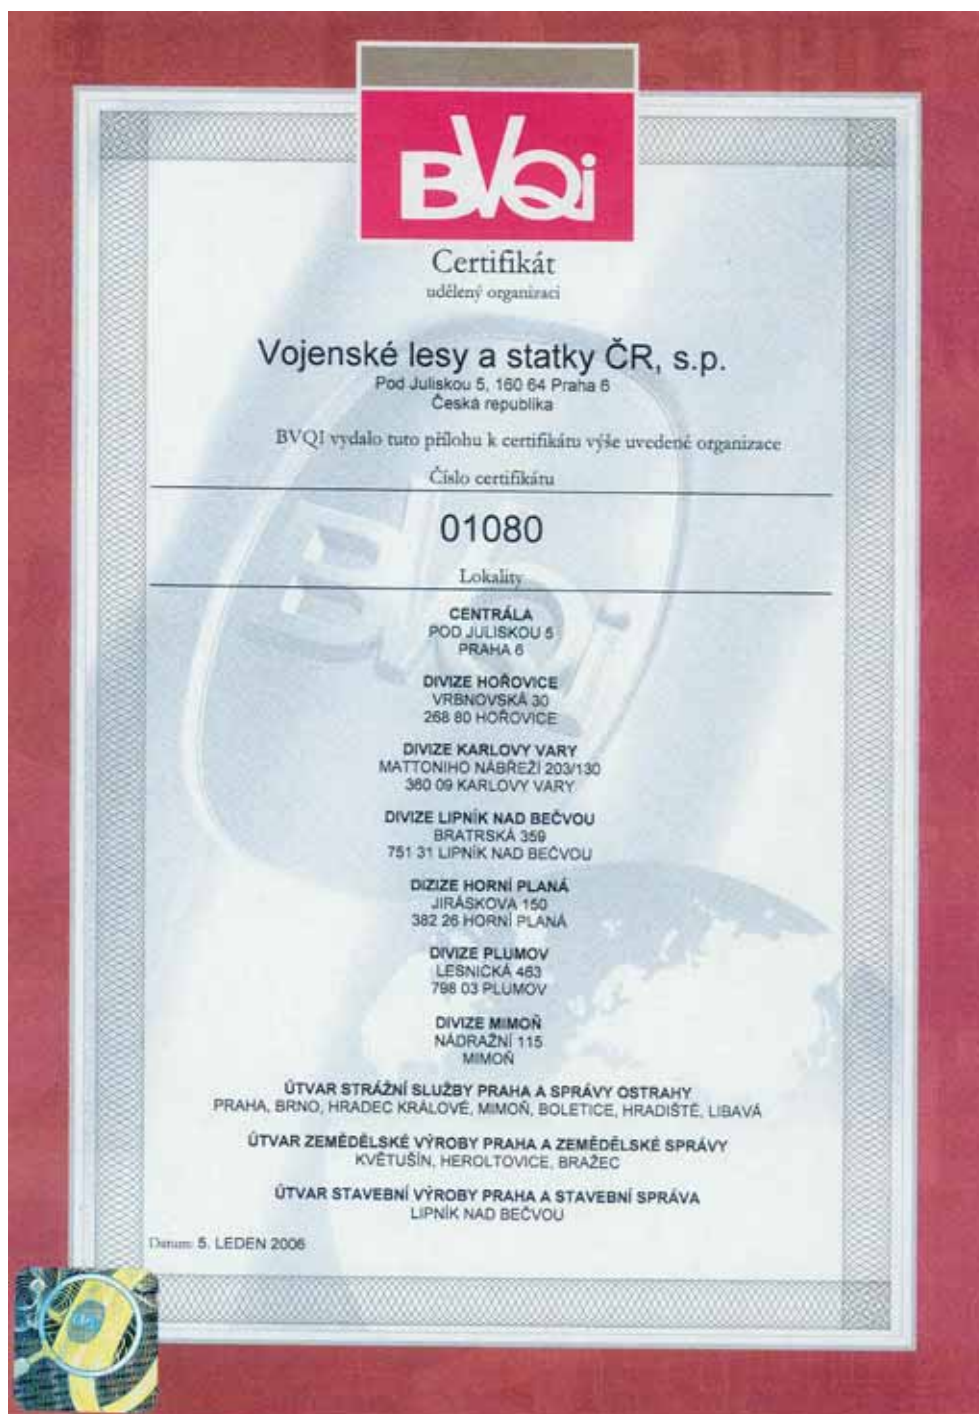 BVQi
Certifikát
udělený organizaci
Vojenské lesy a statky ČR, s.p.
Pod Juliskou 5, 160 64 Praha 6
Česká republika
BVQI vydalo tuto přílohu k certifikátu výše uvedené organizace
Číslo certifikátu
01080
Lokality
CENTRÁLA
POD JULISKOU 5
PRAHA 6
DIVIZE HOŘOVICE
VRBNOVSKÁ 30
268 80 HOŘOVICE
DIVIZE KARLOVY VARY
MATTONIHO NÁBŘEŽÍ 203/130
360 09 KARLOVY VARY
DIVIZE LIPNÍK NAD BEČVOU
BRATRSKÁ 359
751 31 LIPNÍK NAD BEČVOU
DIZIZE HORNÍ PLANÁ
JIRÁSKOVA 150
382 26 HORNÍ PLANÁ
DIVIZE PLUMOV
LESNICKÁ 463
798 03 PLUMOV
DIVIZE MIMOŇ
NÁDRAŽNÍ 115
MIMOŇ
ÚTVAR STRÁŽNÍ SLUŽBY PRAHA A SPRÁVY OSTRAHY
PRAHA, BRNO, HRADEC KRÁLOVÉ, MIMOŇ, BOLETICE, HRADIŠTĚ, LIBAVÁ
ÚTVAR ZEMĚDĚLSKÉ VÝROBY PRAHA A ZEMĚDĚLSKÉ SPRÁVY
KVĚTUŠÍN, HEROLTOVICE, BRAŽEC
ÚTVAR STAVEBNÍ VÝROBY PRAHA A STAVEBNÍ SPRÁVA
LIPNÍK NAD BEČVOU
Datum: 5. LEDEN 2006